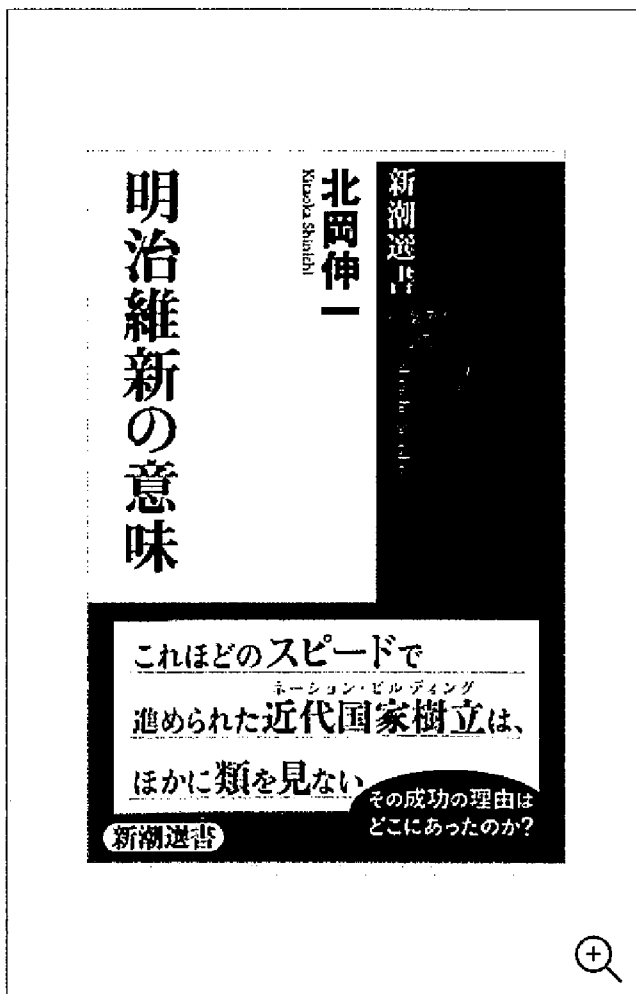 新潮選書
北岡伸一
Kitaoka Shinichi
明治維新の意味
これほどのスピードで
ネーション・ビルディング
進められた近代国家樹立は、
ほかに類を見ない
その成功の理由は
どこにあったのか?
新潮選書